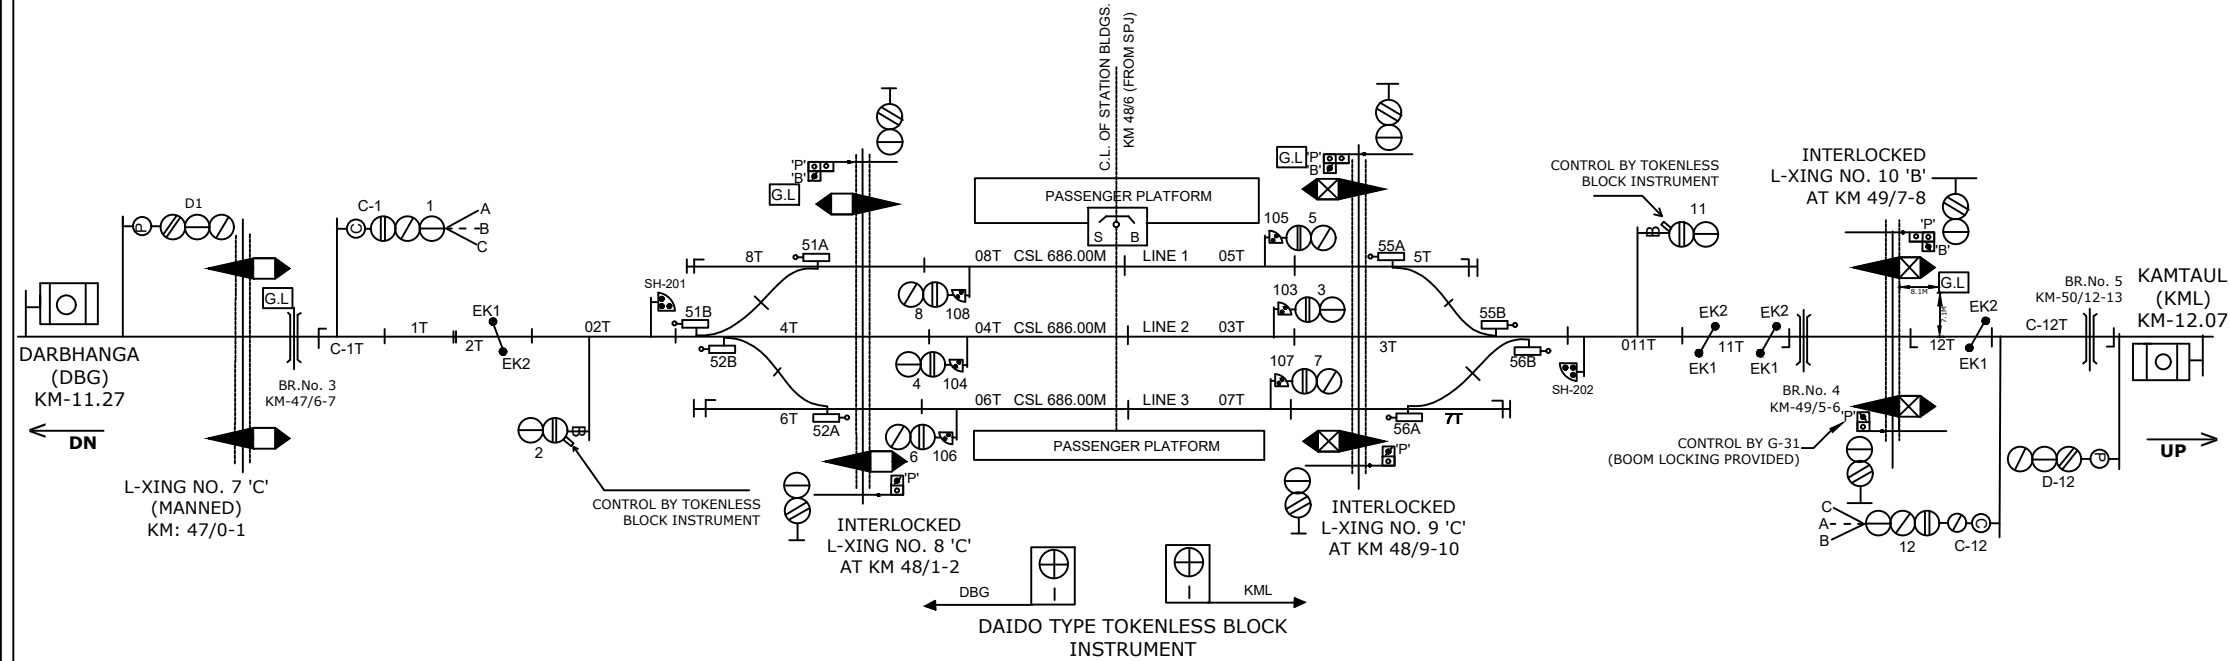 C.L. OF STATION BLDGS.
KM 48/6 (FROM SPJ)
DARBHANGA
(DBG)
KM-11.27
DN
P
D1
L-XING NO. 7 'C'
(MANNED)
KM: 47/0-1
G.L
BR.No. 3
KM-47/6-7
C-1 1
C
A
B
C
C-1T
1T
2T
EK1
EK2
02T
B
2
CONTROL BY TOKENLESS
BLOCK INSTRUMENT
SH-201
51B
52B
51A
52A
8T
4T
6T
'P'
'B'
G.L
'P'
INTERLOCKED
L-XING NO. 8 'C'
AT KM 48/1-2
8 108
4 104
6 106
08T CSL 686.00M LINE 1 05T
04T CSL 686.00M LINE 2 03T
06T CSL 686.00M LINE 3 07T
PASSENGER PLATFORM
S B
PASSENGER PLATFORM
105 5
103 3
107 7
G.L
'P'
'B'
'P'
INTERLOCKED
L-XING NO. 9 'C'
AT KM 48/9-10
55A
5T
55B
3T
56B
56A
7T
SH-202
CONTROL BY TOKENLESS
BLOCK INSTRUMENT
B
11
011T
EK2
EK1
11T
EK2
EK1
BR.No. 4
KM-49/5-6
INTERLOCKED
L-XING NO. 10 'B'
AT KM 49/7-8
'P'
'B'
G.L
8.1M
7.1M
'P'
CONTROL BY G-31
(BOOM LOCKING PROVIDED)
12T
EK2
EK1
C-12T
BR.No. 5
KM-50/12-13
KAMTAUL
(KML)
KM-12.07
UP
P
D-12
C
A
B
C
12
C-12
DBG
KML
DAIDO TYPE TOKENLESS BLOCK
INSTRUMENT